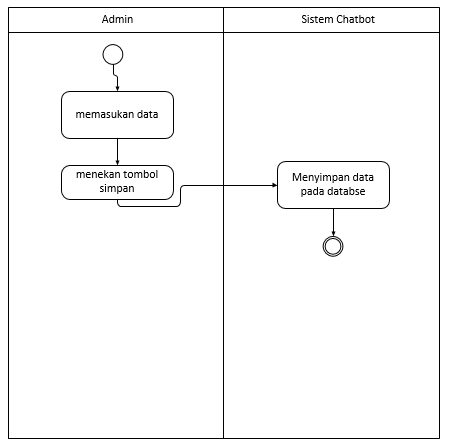 Admin
Sistem Chatbot
memasukan data
menekan tombol
simpan
Menyimpan data
pada databse